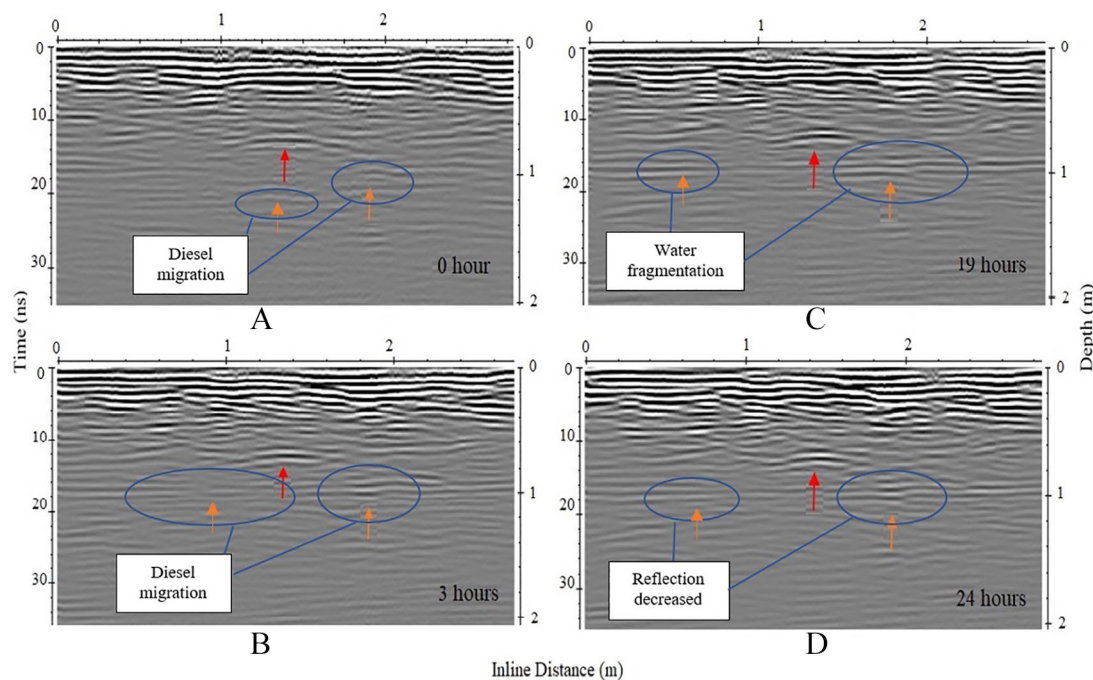 0 1 2
0
10
20
30
0
1
2
Diesel
migration
0 hour
A
0 1 2
0
10
20
30
0
1
2
Water
fragmentation
19 hours
C
Time (ns)
Depth (m)
0 1 2
0
10
20
30
0
1
2
Diesel
migration
3 hours
B
0 1 2
0
10
20
30
0
1
2
Reflection
decreased
24 hours
D
Inline Distance (m)